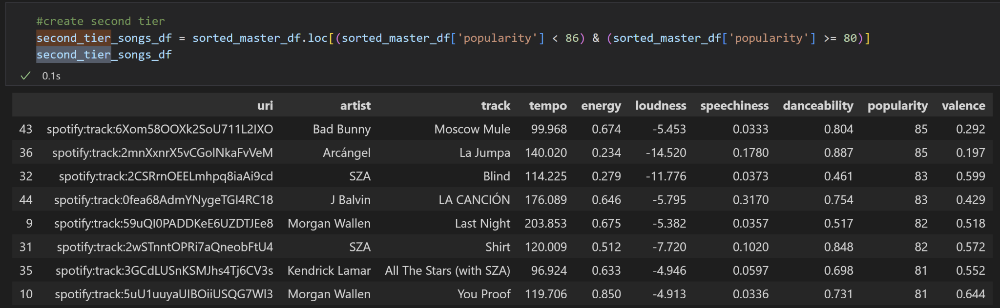 #create second tier
second_tier_songs_df = sorted_master_df.loc[(sorted_master_df['popularity'] < 86) & (sorted_master_df['popularity'] >= 80)]
second_tier_songs_df
✓ 0.1s
uri artist track tempo energy loudness speechiness danceability popularity valence
43 spotify:track:6Xom58OOXk2SoU711L2IXO Bad Bunny Moscow Mule 99.968 0.674 -5.453 0.0333 0.804 85 0.292
36 spotify:track:2mnXxnrX5vCGolNkaFvVeM Arcángel La Jumpa 140.020 0.234 -14.520 0.1780 0.887 85 0.197
32 spotify:track:2CSRrnOEELmhpq8iaAi9cd SZA Blind 114.225 0.279 -11.776 0.0373 0.461 83 0.599
44 spotify:track:0fea68AdmYNygeTGI4RC18 J Balvin LA CANCIÓN 176.089 0.646 -5.795 0.3170 0.754 83 0.429
9 spotify:track:59uQI0PADDKeE6UZDTJEe8 Morgan Wallen Last Night 203.853 0.675 -5.382 0.0357 0.517 82 0.518
31 spotify:track:2wSTnntOPRi7aQneobFtU4 SZA Shirt 120.009 0.512 -7.720 0.1020 0.848 82 0.572
35 spotify:track:3GCdLUSnKSMJhs4Tj6CV3s Kendrick Lamar All The Stars (with SZA) 96.924 0.633 -4.946 0.0597 0.698 81 0.552
10 spotify:track:5uU1uuyaUIBOiiUSQG7Wl3 Morgan Wallen You Proof 119.706 0.850 -4.913 0.0336 0.731 81 0.644